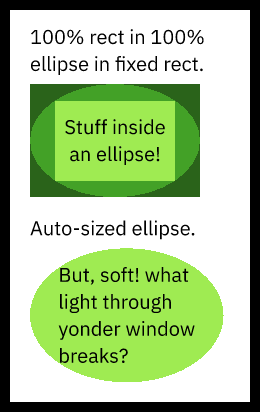 100% rect in 100%
ellipse in fixed rect.
Stuff inside
an ellipse!
Auto-sized ellipse.
But, soft! what
light through
yonder window
breaks?